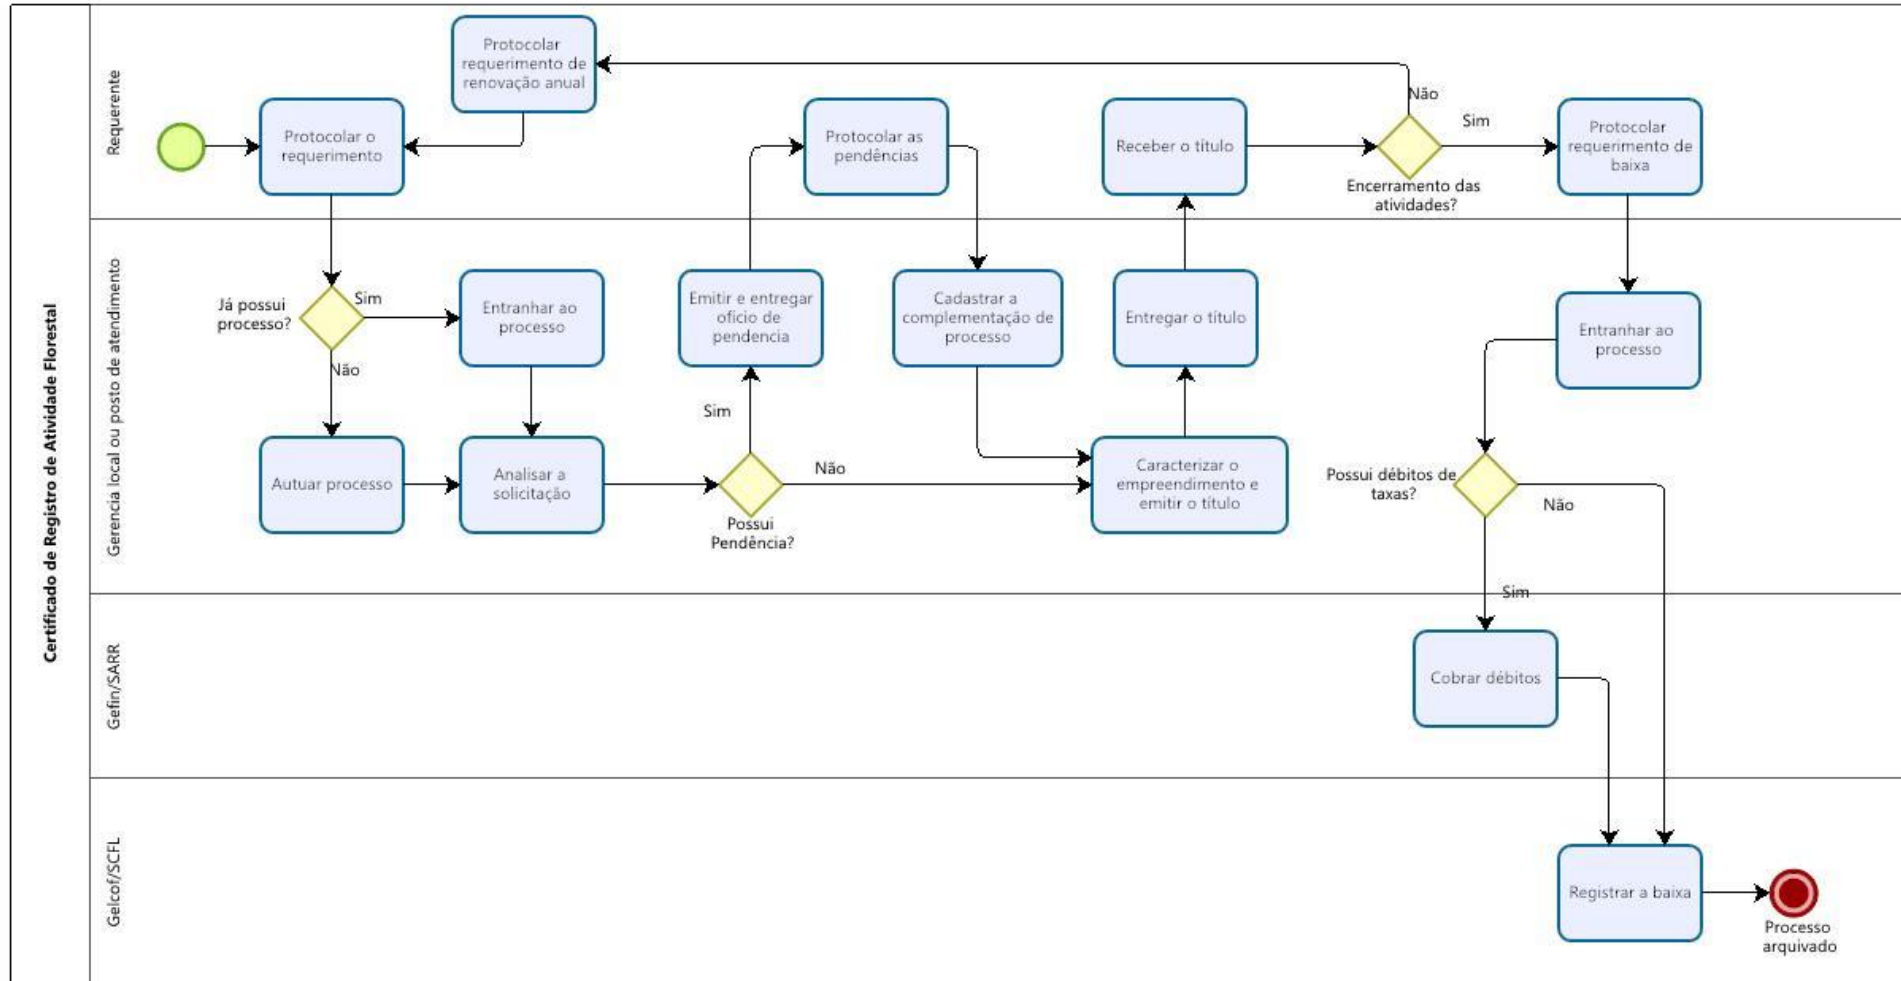 Certificado de Registro de Atividade Florestal
Requerente
Protocolar
requerimento de
renovação anual
Protocolar o
requerimento
Protocolar as
pendências
Receber o título
Não
Sim
Encerramento das
atividades?
Protocolar
requerimento de
baixa
Gerencia local ou posto de atendimento
Já possui
processo?
Sim
Não
Entranhar ao
processo
Autuar processo
Analisar a
solicitação
Emitir e entregar
oficio de
pendencia
Sim
Não
Possui
Pendência?
Cadastrar a
complementação de
processo
Entregar o título
Caracterizar o
empreendimento e
emitir o título
Entranhar ao
processo
Possui débitos de
taxas?
Não
Sim
Gefin/SARR
Cobrar débitos
Gelcof/SCFL
Registrar a baixa
Processo
arquivado